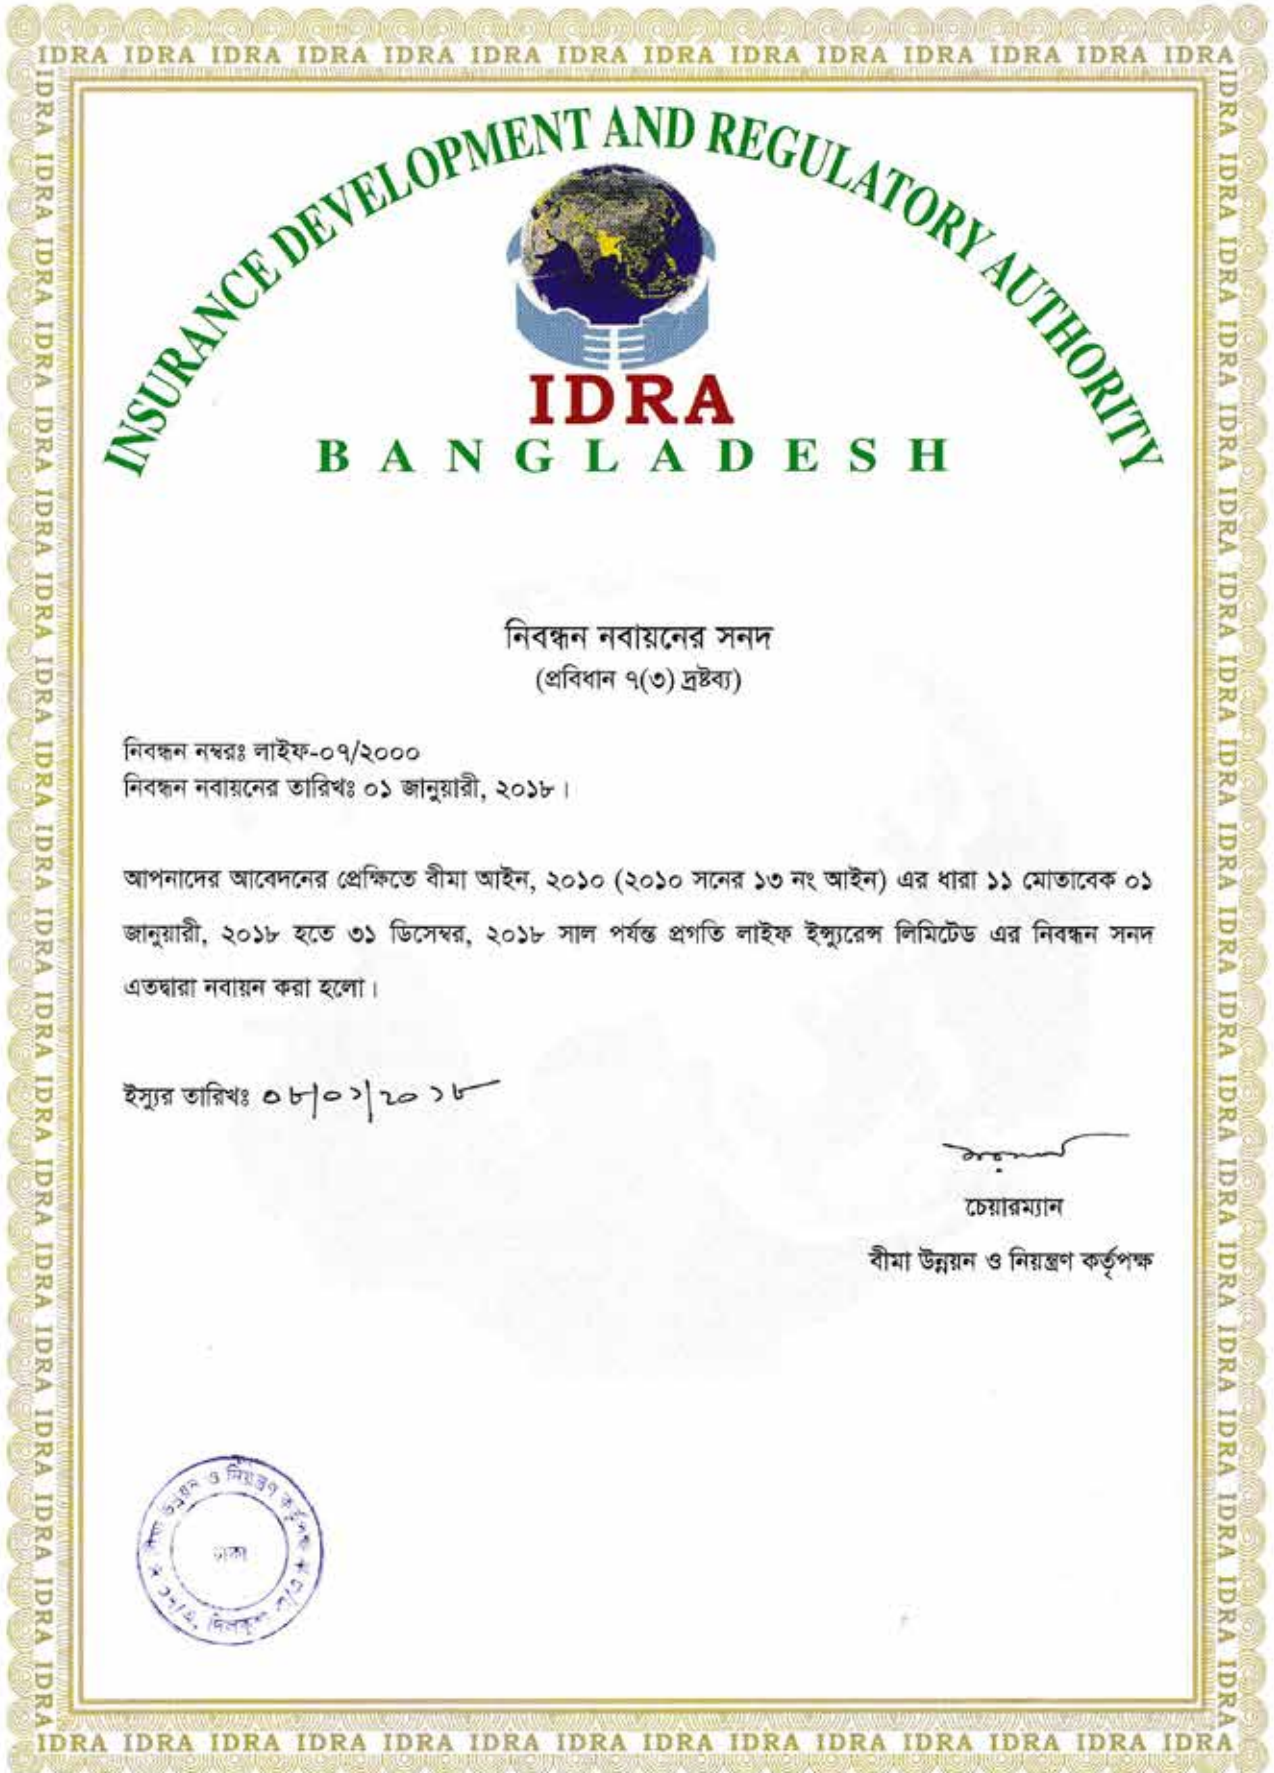 IDRA IDRA IDRA IDRA IDRA IDRA IDRA IDRA IDRA IDRA IDRA IDRA IDRA IDRA
INSURANCE DEVELOPMENT AND REGULATORY AUTHORITY
IDRA
BANGLADESH
নিবন্ধন নবায়নের সনদ
(প্রবিধান ৭(৩) দ্রষ্টব্য)
নিবন্ধন নম্বরঃ লাইফ-০৭/২০০০
নিবন্ধন নবায়নের তারিখঃ ০১ জানুয়ারী, ২০১৮।
আপনাদের আবেদনের প্রেক্ষিতে বীমা আইন, ২০১০ (২০১০ সনের ১৩ নং আইন) এর ধারা ১১ মোতাবেক ০১
জানুয়ারী, ২০১৮ হতে ৩১ ডিসেম্বর, ২০১৮ সাল পর্যন্ত প্রগতি লাইফ ইন্স্যুরেন্স লিমিটেড এর নিবন্ধন সনদ
এতদ্বারা নবায়ন করা হলো।
ইস্যুর তারিখঃ ০৮/০১/২০১৮
চেয়ারম্যান
বীমা উন্নয়ন ও নিয়ন্ত্রণ কর্তৃপক্ষ
বীমা উন্নয়ন ও নিয়ন্ত্রণ কর্তৃপক্ষ
ঢাকা
IDRA IDRA IDRA IDRA IDRA IDRA IDRA IDRA IDRA IDRA IDRA IDRA IDRA IDRA